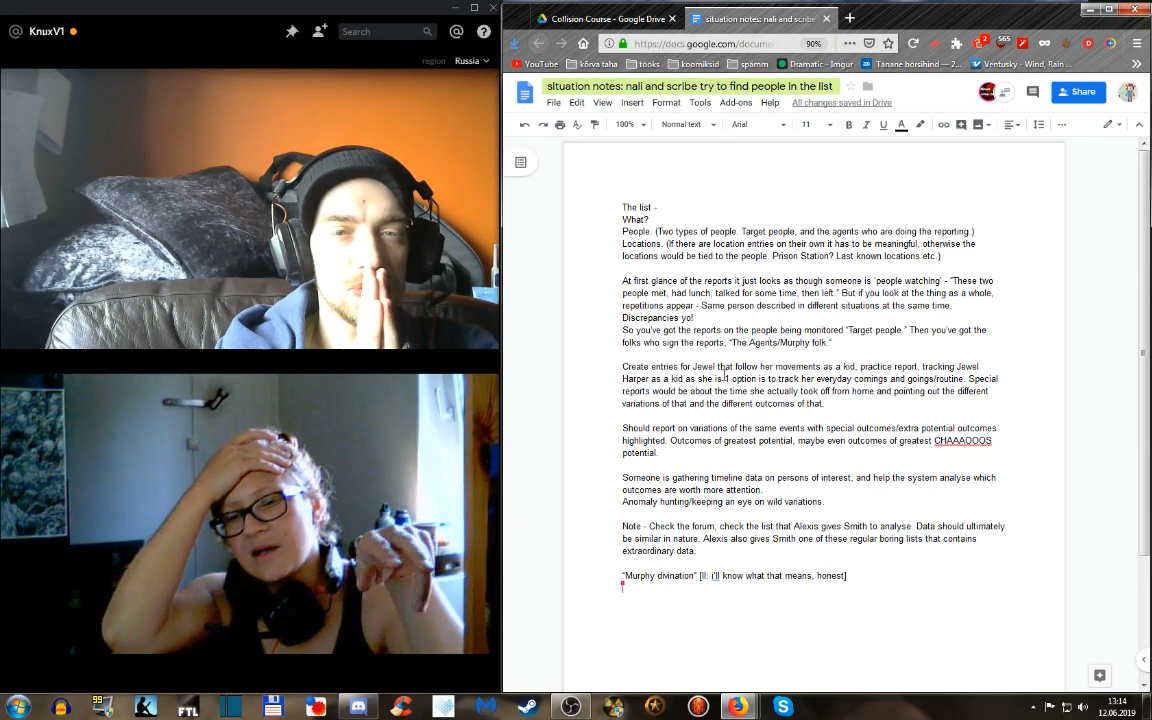 KnuxV1
Search
region Russia
Collision Course - Google Drive
situation notes: nali and scribe
https://docs.google.com/docume
90%
2
565
YouTube
kõrva taha
tööks
koomiksid
spämm
Dramatic - Imgur
Tänane börsihind — 2...
Ventusky - Wind, Rain ...
situation notes: nali and scribe try to find people in the list
File Edit View Insert Format Tools Add-ons Help All changes saved in Drive
Share
100% Normal text Arial 11
The list -
What?
People. (Two types of people. Target people, and the agents who are doing the reporting.)
Locations. (If there are location entries on their own it has to be meaningful, otherwise the
locations would be tied to the people. Prison Station? Last known locations etc.)
At first glance of the reports it just looks as though someone is ‘people watching’ - “These two
people met, had lunch, talked for some time, then left.” But if you look at the thing as a whole,
repetitions appear - Same person described in different situations at the same time.
Discrepancies yo!
So you’ve got the reports on the people being monitored “Target people.” Then you’ve got the
folks who sign the reports, “The Agents/Murphy folk.”
Create entries for Jewel that follow her movements as a kid, practice report, tracking Jewel
Harper as a kid as she is 1 option is to track her everyday comings and goings/routine. Special
reports would be about the time she actually took off from home and pointing out the different
variations of that and the different outcomes of that.
Should report on variations of the same events with special outcomes/extra potential outcomes
highlighted. Outcomes of greatest potential, maybe even outcomes of greatest CHAAAOOOS
potential.
Someone is gathering timeline data on persons of interest, and help the system analyse which
outcomes are worth more attention.
Anomaly hunting/keeping an eye on wild variations.
Note - Check the forum, check the list that Alexis gives Smith to analyse. Data should ultimately
be similar in nature. Alexis also gives Smith one of these regular boring lists that contains
extraordinary data.
“Murphy divination” [ll: i’ll know what that means, honest]
99
FTL
13:14
12.06.2019